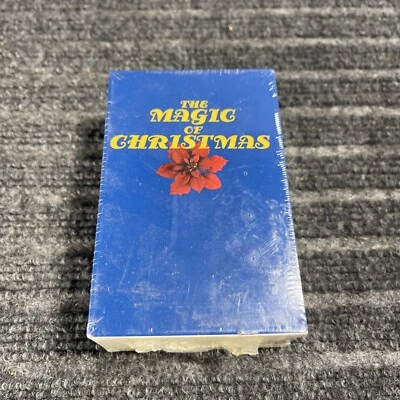 THE
MAGIC
OF
CHRISTMAS